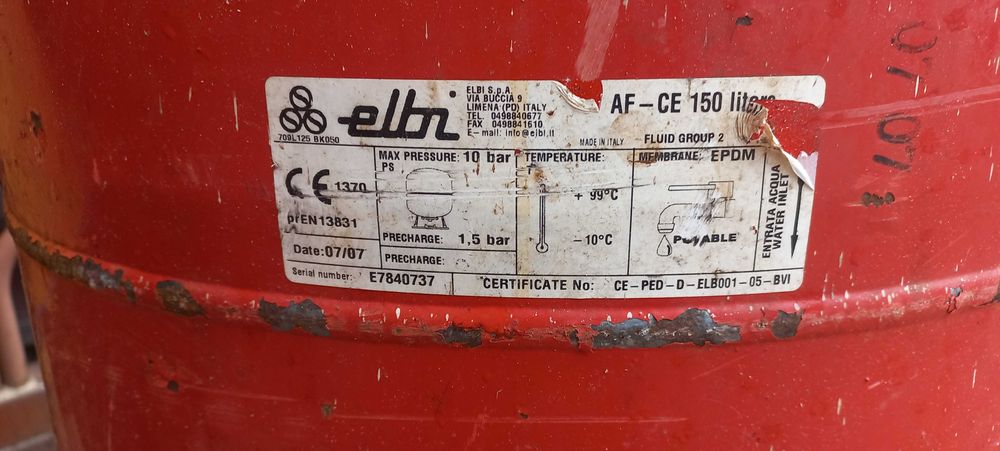 elbi
709L125 BK050
ELBI S.p.A.
VIA BUCCIA 9
LIMENA (PD) ITALY
TEL. 0498840677
FAX 0498841610
E-mail: info@elbi.it
MADE IN ITALY
AF-CE 150 liters
FLUID GROUP 2
CE 1370
prEN13831
Date:07/07
MAX PRESSURE: 10 bar
PS
PRECHARGE: 1,5 bar
PRECHARGE:
TEMPERATURE:
+ 99°C
-10°C
MEMBRANE: EPDM
POTABLE
ENTRATA ACQUA
WATER INLET
Serial number: E7840737
CERTIFICATE No: CE-PED-D-ELB001-05-BVI